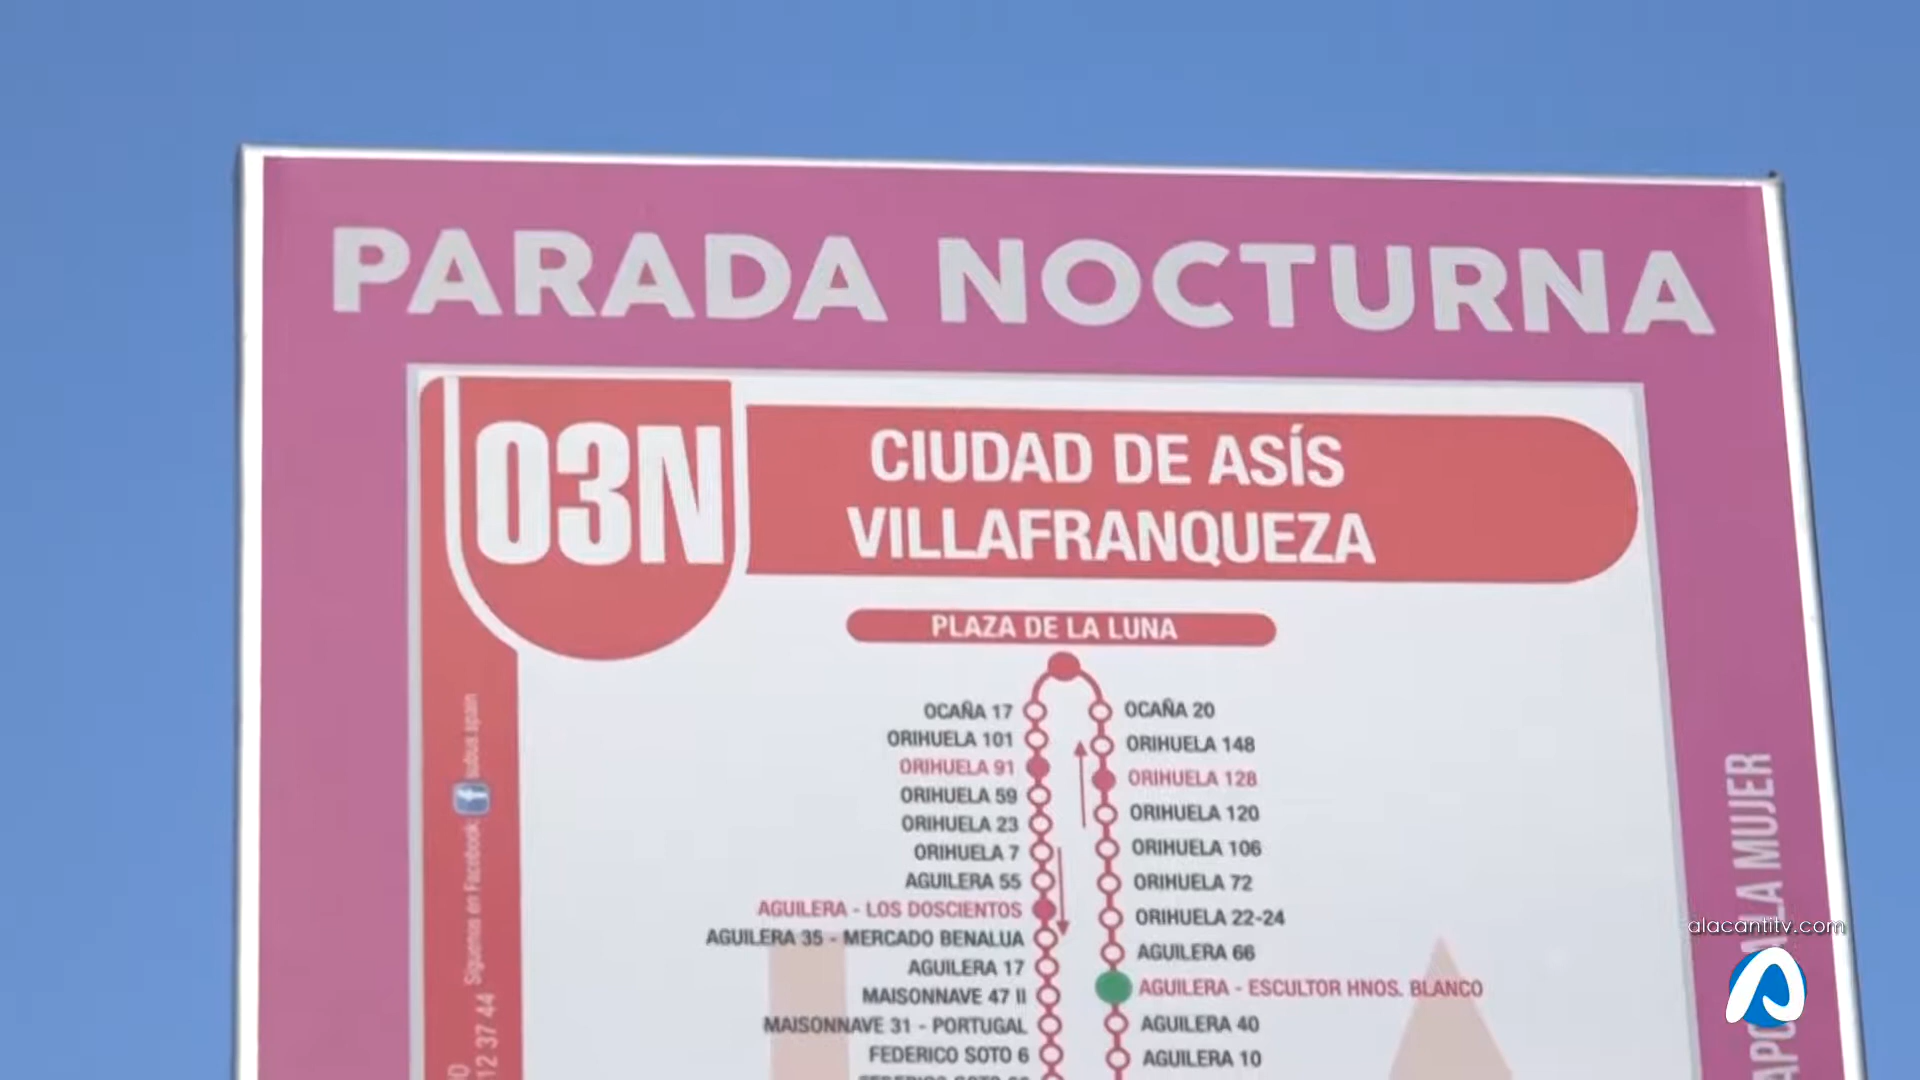 PARADA NOCTURNA
03N
CIUDAD DE ASÍS
VILLAFRANQUEZA
PLAZA DE LA LUNA
OCAÑA 17
ORIHUELA 101
ORIHUELA 91
ORIHUELA 59
ORIHUELA 23
ORIHUELA 7
AGUILERA 55
AGUILERA - LOS DOSCIENTOS
AGUILERA 35 - MERCADO BENALUA
AGUILERA 17
MAISONNAVE 47 II
MAISONNAVE 31 - PORTUGAL
FEDERICO SOTO 6
OCAÑA 20
ORIHUELA 148
ORIHUELA 128
ORIHUELA 120
ORIHUELA 106
ORIHUELA 72
ORIHUELA 22-24
AGUILERA 66
AGUILERA - ESCULTOR HNOS. BLANCO
AGUILERA 40
AGUILERA 10
Síguenos en Facebook: f subus spain
12 37 44
A LA MUJER
alacantitv.com